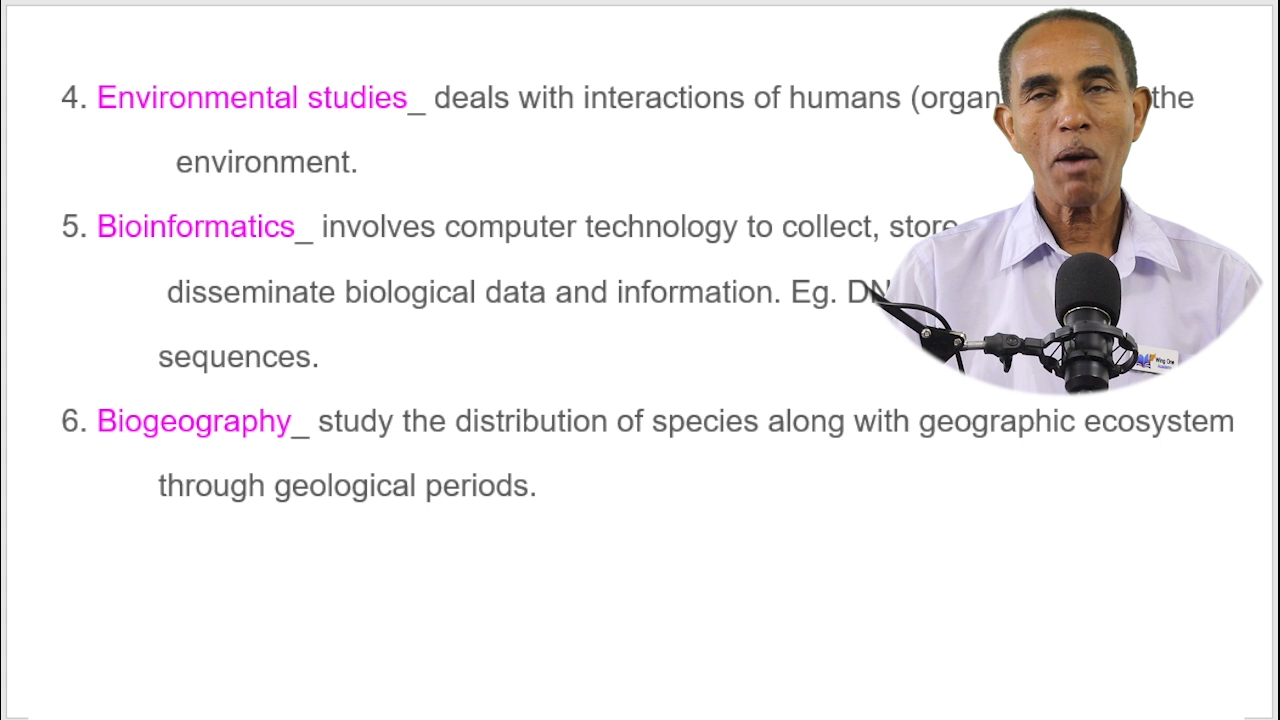 4. Environmental studies_ deals with interactions of humans (organ the
environment.
5. Bioinformatics_ involves computer technology to collect, store
disseminate biological data and information. Eg. DN
sequences.
6. Biogeography_ study the distribution of species along with geographic ecosystem
through geological periods.
Wing One